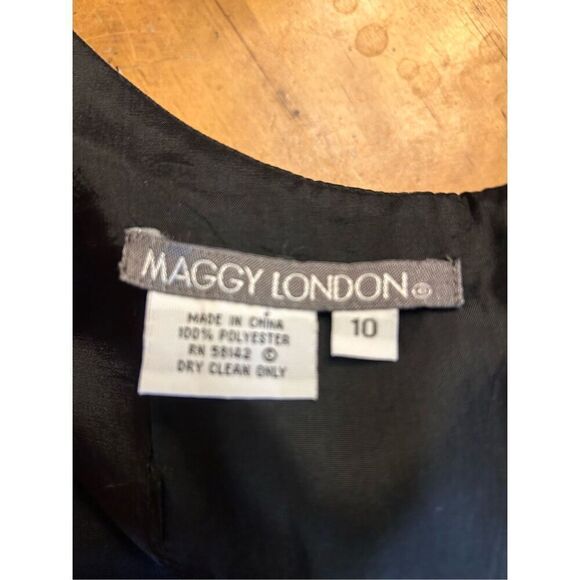 MAGGY LONDON®
MADE IN CHINA
100% POLYESTER
RN 58142 ©
DRY CLEAN ONLY
10